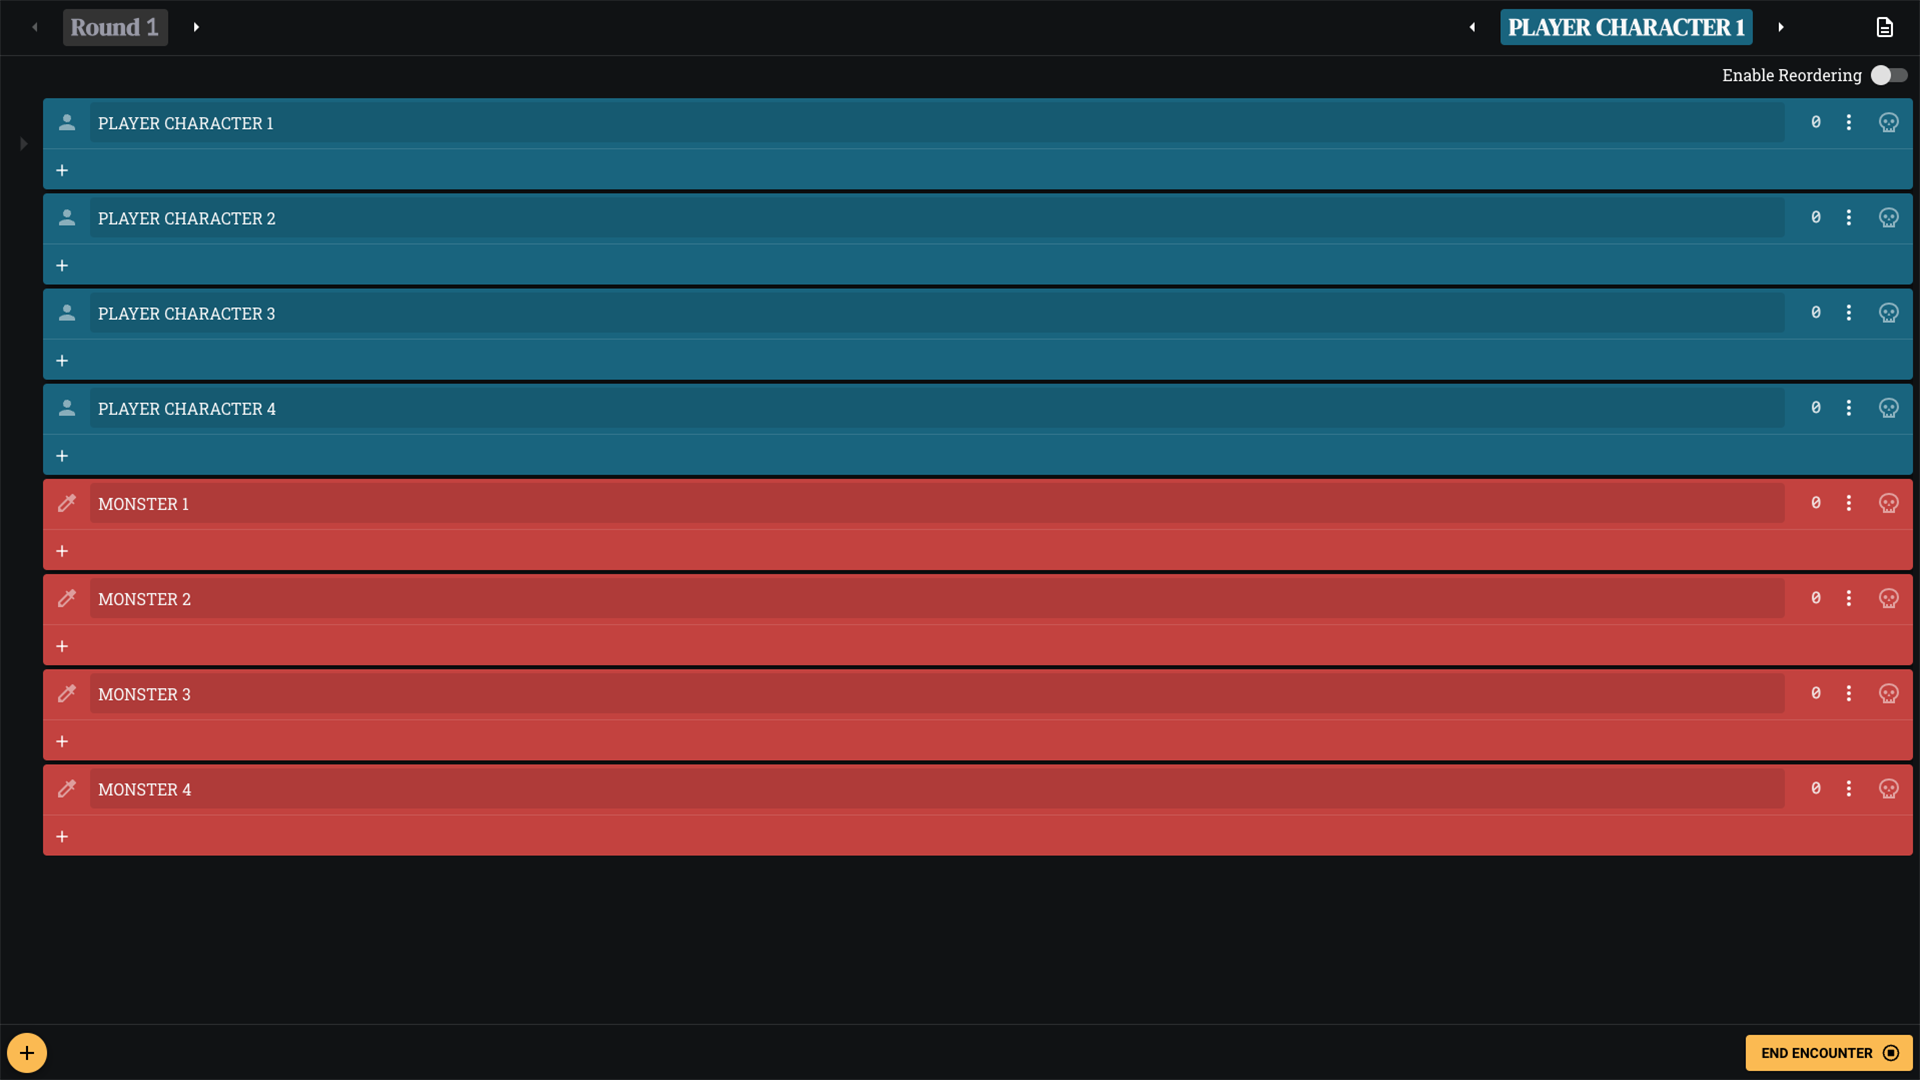 Round 1
PLAYER CHARACTER 1
Enable Reordering
PLAYER CHARACTER 1 0
PLAYER CHARACTER 2 0
PLAYER CHARACTER 3 0
PLAYER CHARACTER 4 0
MONSTER 1 0
MONSTER 2 0
MONSTER 3 0
MONSTER 4 0
END ENCOUNTER